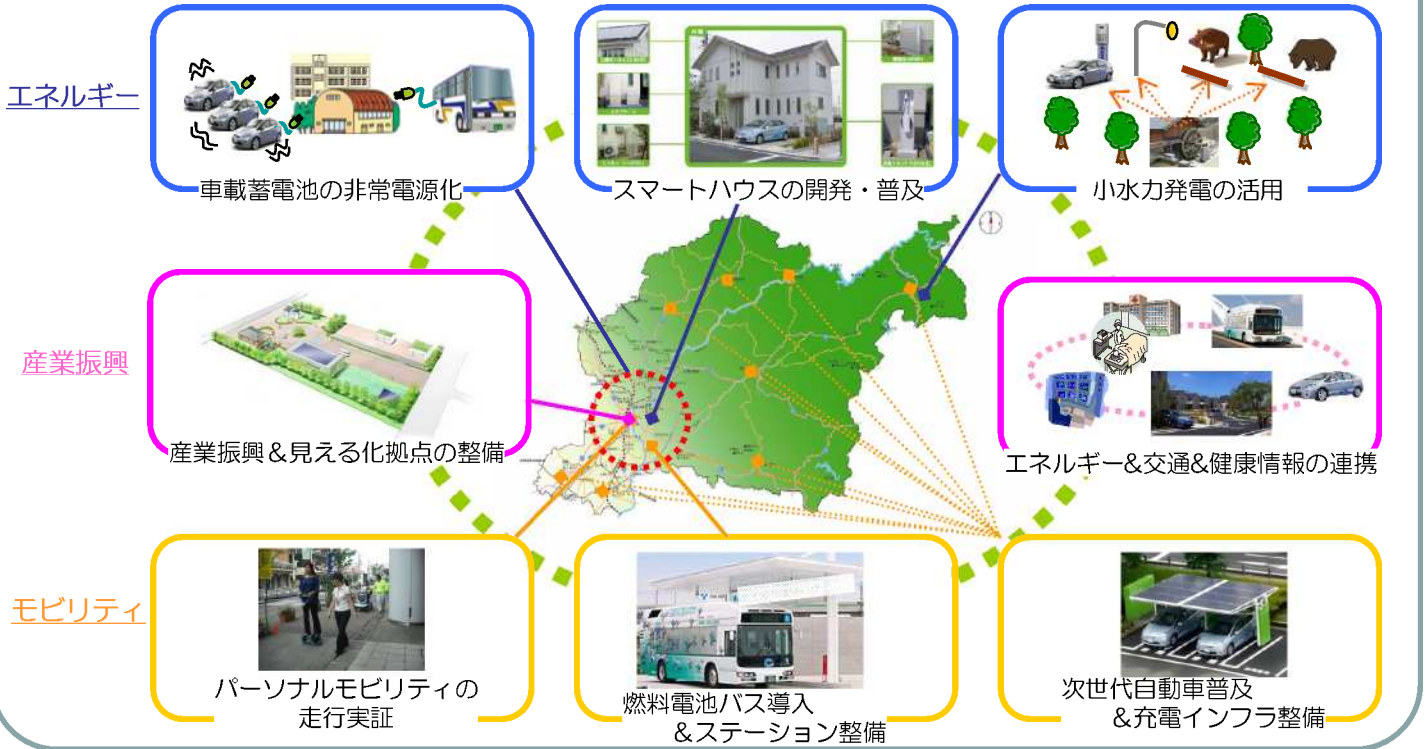 エネルギー
車載蓄電池の非常電源化
スマートハウスの開発・普及
小水力発電の活用
産業振興
産業振興&見える化拠点の整備
エネルギー&交通&健康情報の連携
モビリティ
パーソナルモビリティの
走行実証
燃料電池バス導入
&ステーション整備
次世代自動車普及
&充電インフラ整備